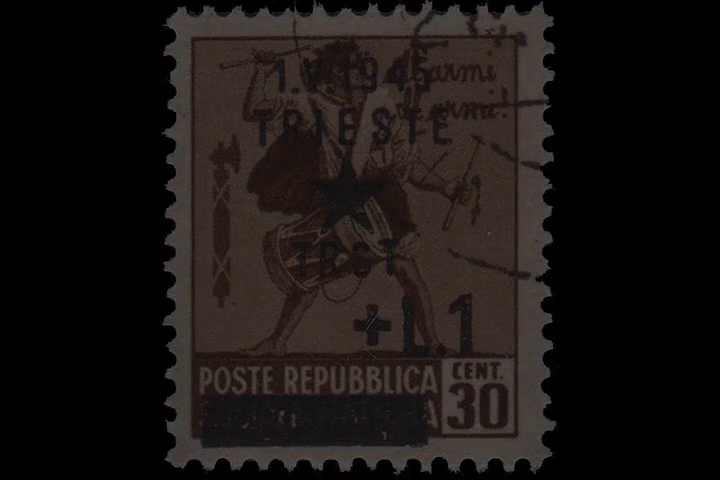 1.V.1945
TRIESTE
TRST
+L.1
POSTE REPUBBLICA
CENT.
30